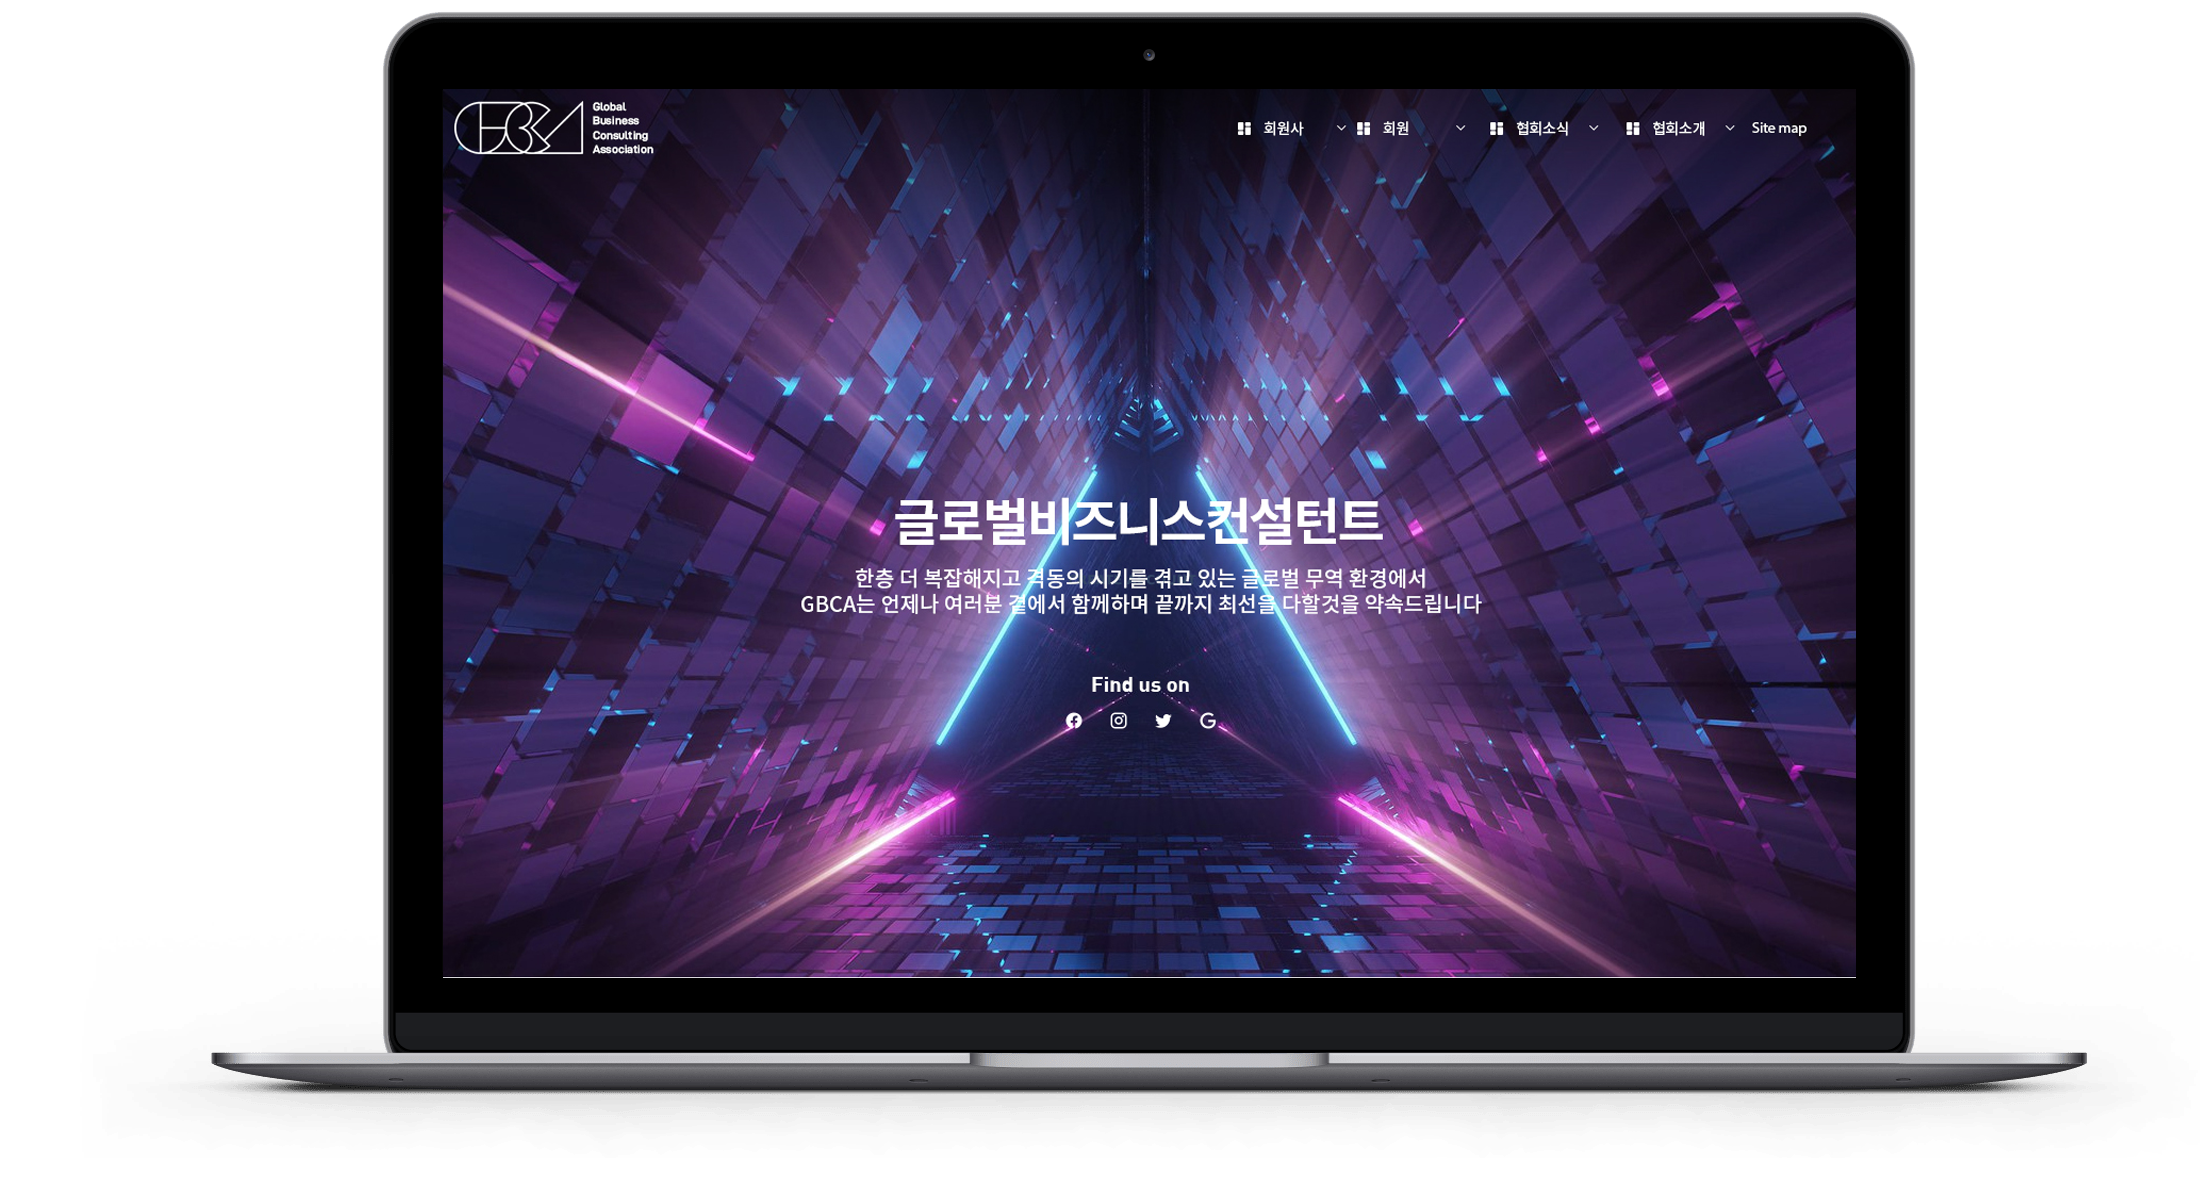 GBCA
Global
Business
Consulting
Association
회원사
회원
협회소식
협회소개
Site map
글로벌비즈니스컨설턴트
한층 더 복잡해지고 격동의 시기를 겪고 있는 글로벌 무역 환경에서
GBCA는 언제나 여러분 곁에서 함께하며 끝까지 최선을 다할것을 약속드립니다
Find us on